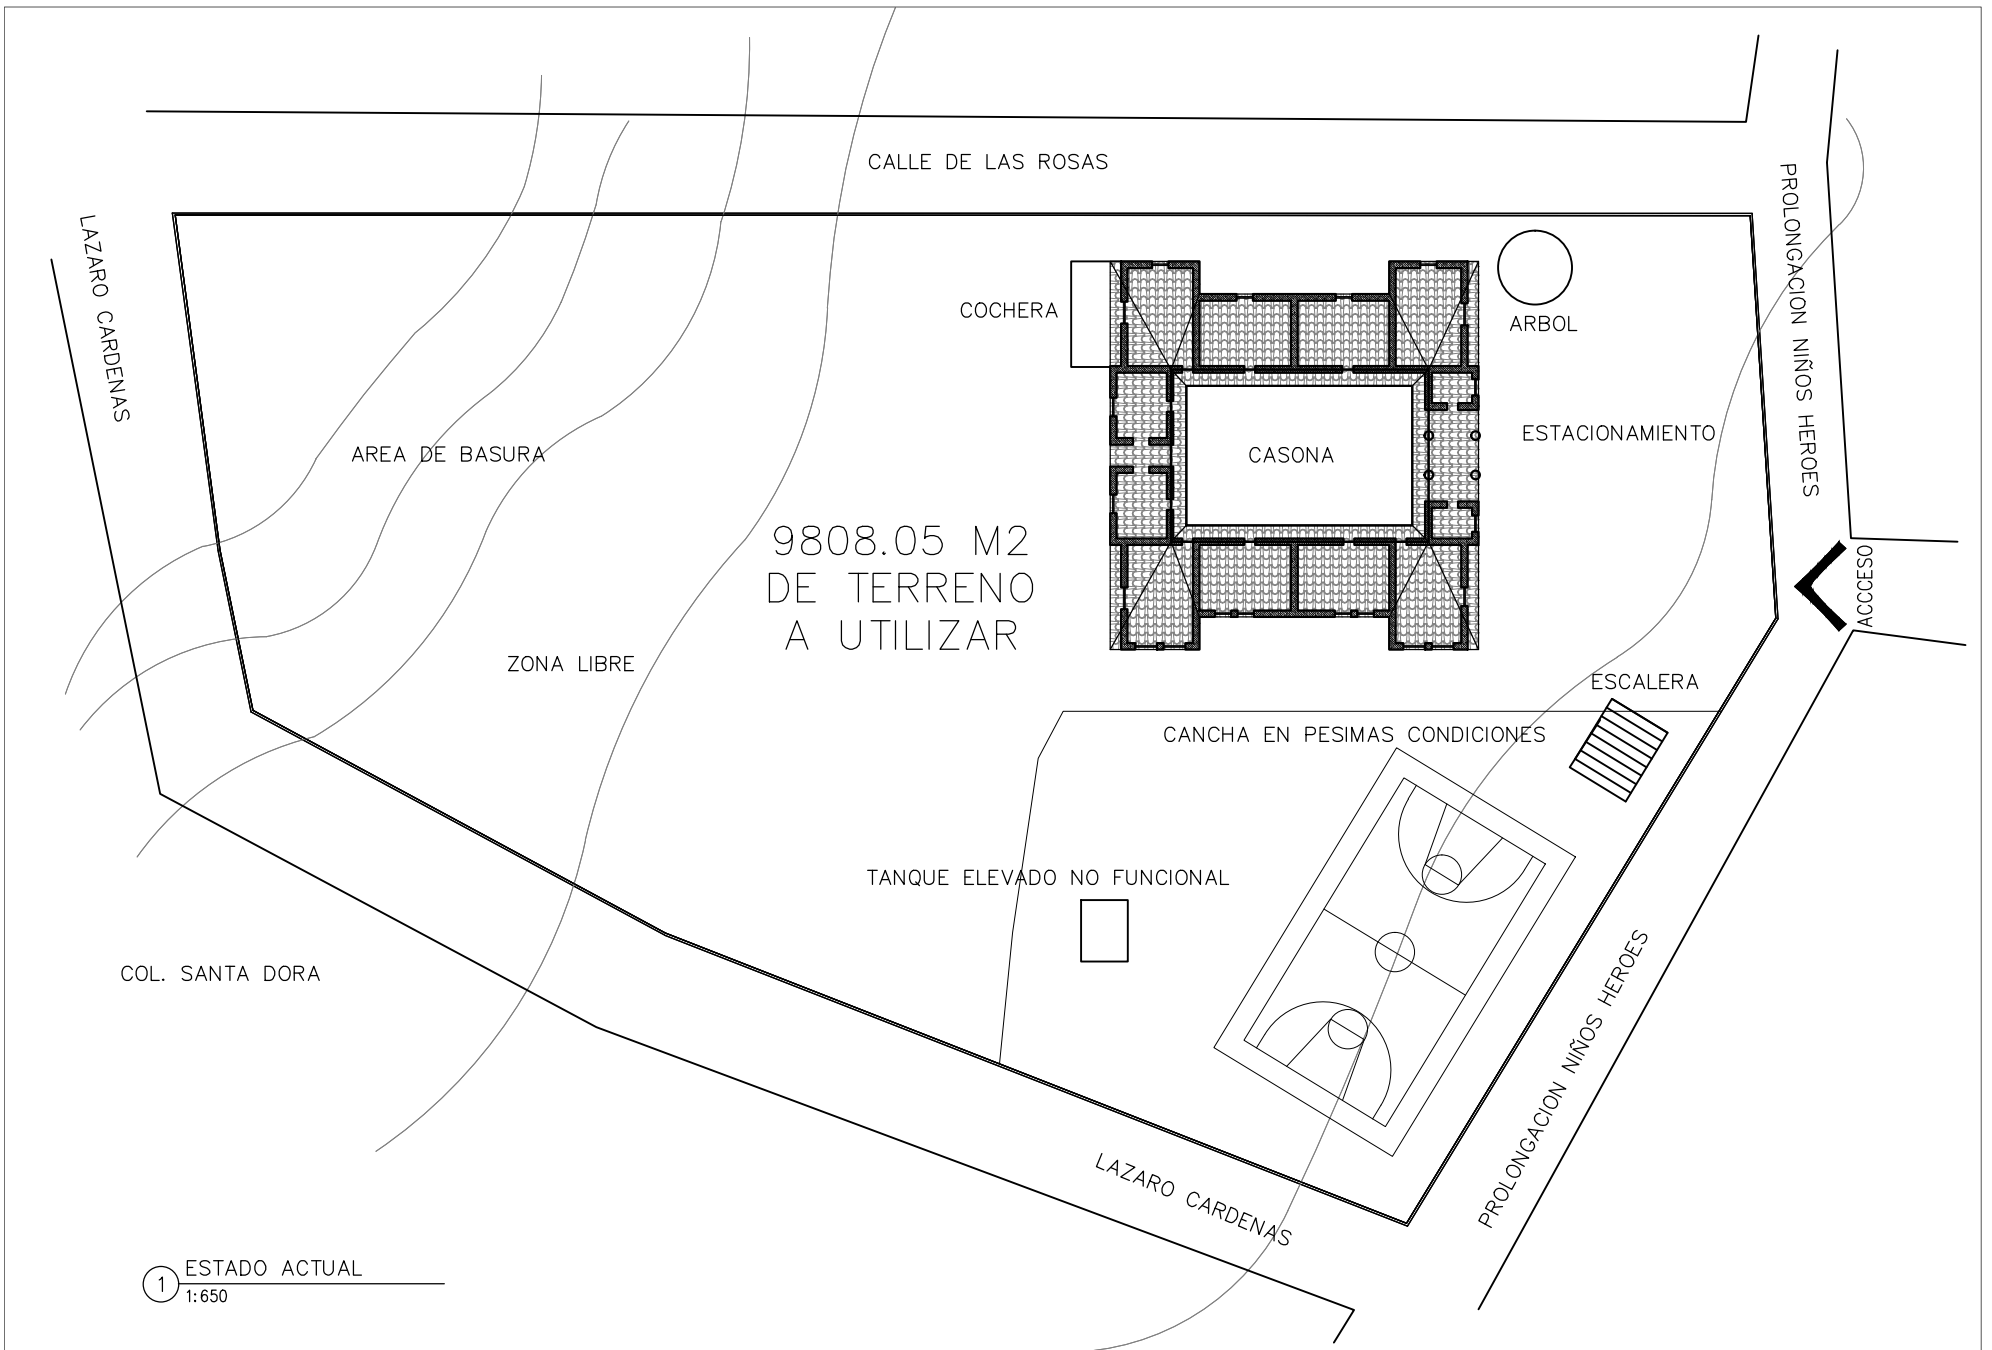 CALLE DE LAS ROSAS
LAZARO CARDENAS
PROLONGACION NIÑOS HEROES
COCHERA
ARBOL
AREA DE BASURA
CASONA
ESTACIONAMIENTO
9808.05 M2
DE TERRENO
A UTILIZAR
ACCESO
ZONA LIBRE
ESCALERA
CANCHA EN PESIMAS CONDICIONES
TANQUE ELEVADO NO FUNCIONAL
COL. SANTA DORA
PROLONGACION NIÑOS HEROES
LAZARO CARDENAS
1
ESTADO ACTUAL
1:650